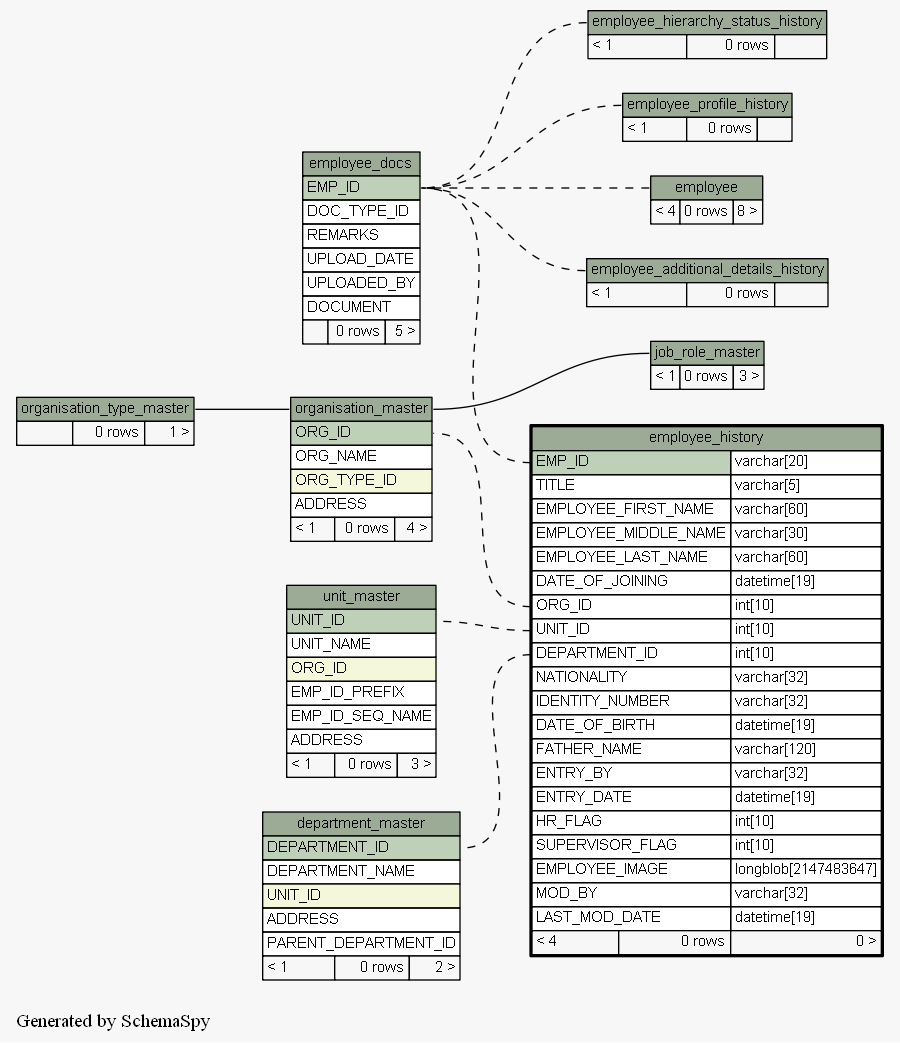 employee_hierarchy_status_history
< 1 0 rows
employee_profile_history
< 1 0 rows
employee_docs
EMP_ID
DOC_TYPE_ID
REMARKS
UPLOAD_DATE
UPLOADED_BY
DOCUMENT
0 rows 5 >
employee
< 4 0 rows 8 >
employee_additional_details_history
< 1 0 rows
job_role_master
< 1 0 rows 3 >
organisation_type_master
0 rows 1 >
organisation_master
ORG_ID
ORG_NAME
ORG_TYPE_ID
ADDRESS
< 1 0 rows 4 >
employee_history
EMP_ID varchar[20]
TITLE varchar[5]
EMPLOYEE_FIRST_NAME varchar[60]
EMPLOYEE_MIDDLE_NAME varchar[30]
EMPLOYEE_LAST_NAME varchar[60]
DATE_OF_JOINING datetime[19]
ORG_ID int[10]
UNIT_ID int[10]
DEPARTMENT_ID int[10]
NATIONALITY varchar[32]
IDENTITY_NUMBER varchar[32]
DATE_OF_BIRTH datetime[19]
FATHER_NAME varchar[120]
ENTRY_BY varchar[32]
ENTRY_DATE datetime[19]
HR_FLAG int[10]
SUPERVISOR_FLAG int[10]
EMPLOYEE_IMAGE longblob[2147483647]
MOD_BY varchar[32]
LAST_MOD_DATE datetime[19]
< 4 0 rows 0 >
unit_master
UNIT_ID
UNIT_NAME
ORG_ID
EMP_ID_PREFIX
EMP_ID_SEQ_NAME
ADDRESS
< 1 0 rows 3 >
department_master
DEPARTMENT_ID
DEPARTMENT_NAME
UNIT_ID
ADDRESS
PARENT_DEPARTMENT_ID
< 1 0 rows 2 >
Generated by SchemaSpy